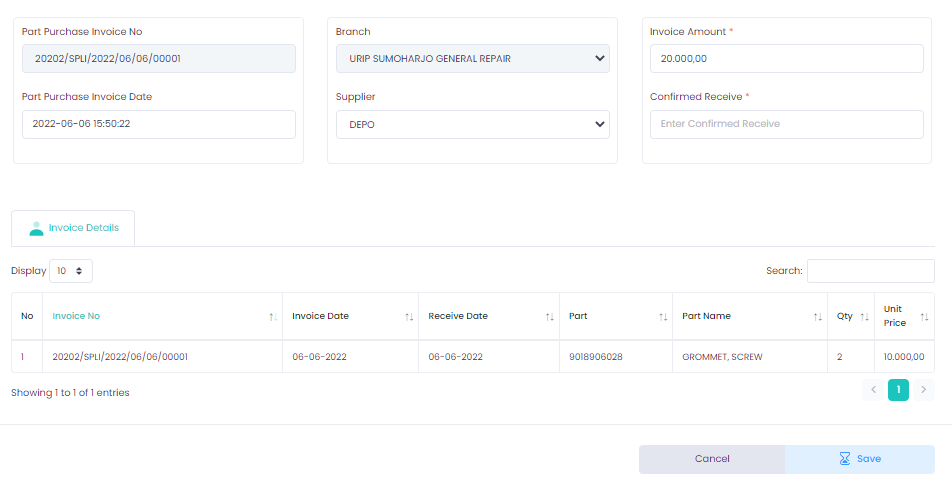 Part Purchase Invoice No
20202/SPLI/2022/06/06/00001
Part Purchase Invoice Date
2022-06-06 15:50:22
Branch
URIP SUMOHARJO GENERAL REPAIR
Supplier
DEPO
Invoice Amount *
20.000,00
Confirmed Receive *
Enter Confirmed Receive
Invoice Details
Display 10
Search:
No Invoice No Invoice Date Receive Date Part Part Name Qty Unit Price
1 20202/SPLI/2022/06/06/00001 06-06-2022 06-06-2022 9018906028 GROMMET, SCREW 2 10.000,00
Showing 1 to 1 of 1 entries
< 1 >
Cancel Save